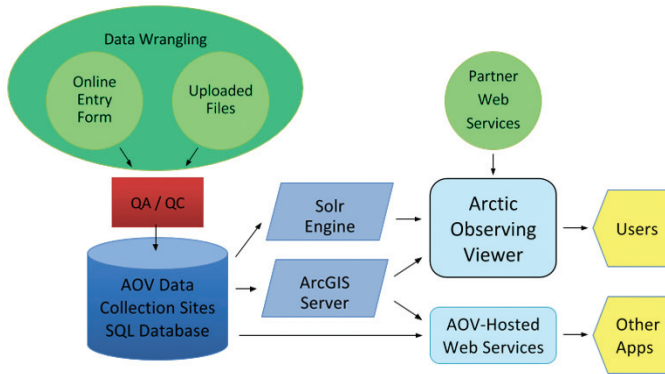 Data Wrangling
Online
Entry
Form
Uploaded
Files
Partner
Web
Services
QA / QC
Solr
Engine
Arctic
Observing
Viewer
Users
AOV Data
Collection Sites
SQL Database
ArcGIS
Server
AOV-Hosted
Web Services
Other
Apps